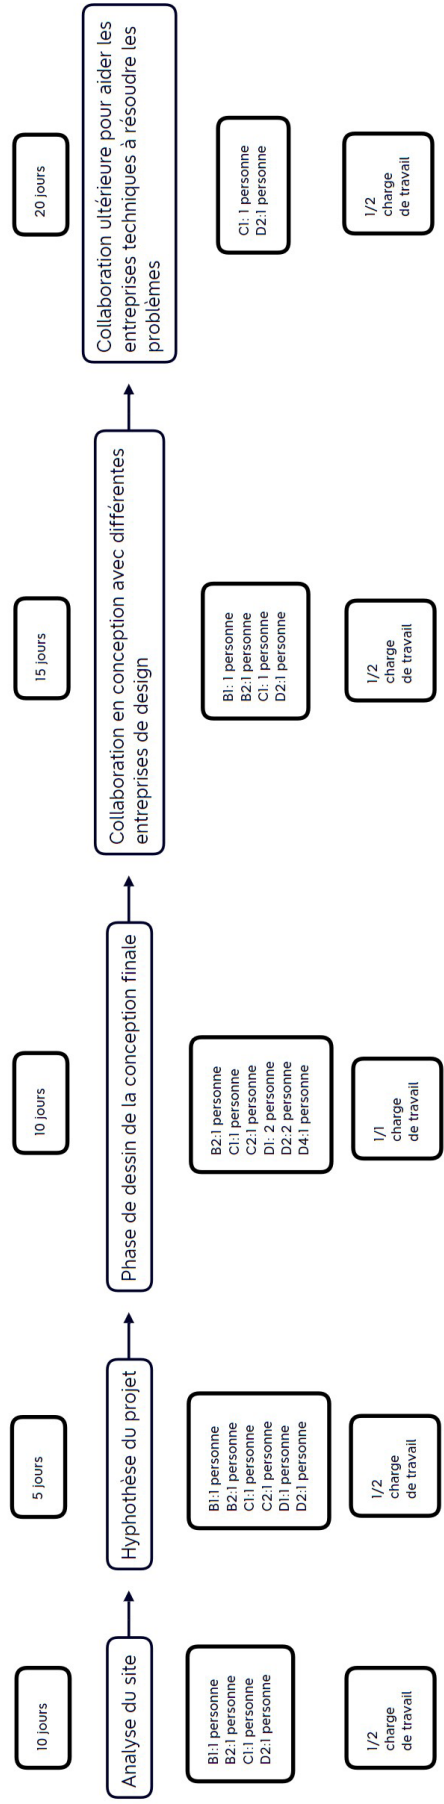 10 jours
5 jours
10 jours
15 jours
20 jours
Analyse du site
Hyphothèse du projet
Phase de dessin de la conception finale
Collaboration en conception avec différentes
entreprises de design
Collaboration ultérieure pour aider les
entreprises techniques à résoudre les
problèmes
B1:1 personne
B2:1 personne
C1:1 personne
D2:1 personne
B1:1 personne
B2:1 personne
C1:1 personne
C2:1 personne
D1:1 personne
D2:1 personne
B2:1 personne
C1:1 personne
C2:1 personne
D1: 2 personne
D2:2 personne
D4:1 personne
B1: 1 personne
B2:1 personne
C1: 1 personne
D2:1 personne
C1: 1 personne
D2:1 personne
1/2
charge
de travail
1/2
charge
de travail
1/1
charge
de travail
1/2
charge
de travail
1/2
charge
de travail